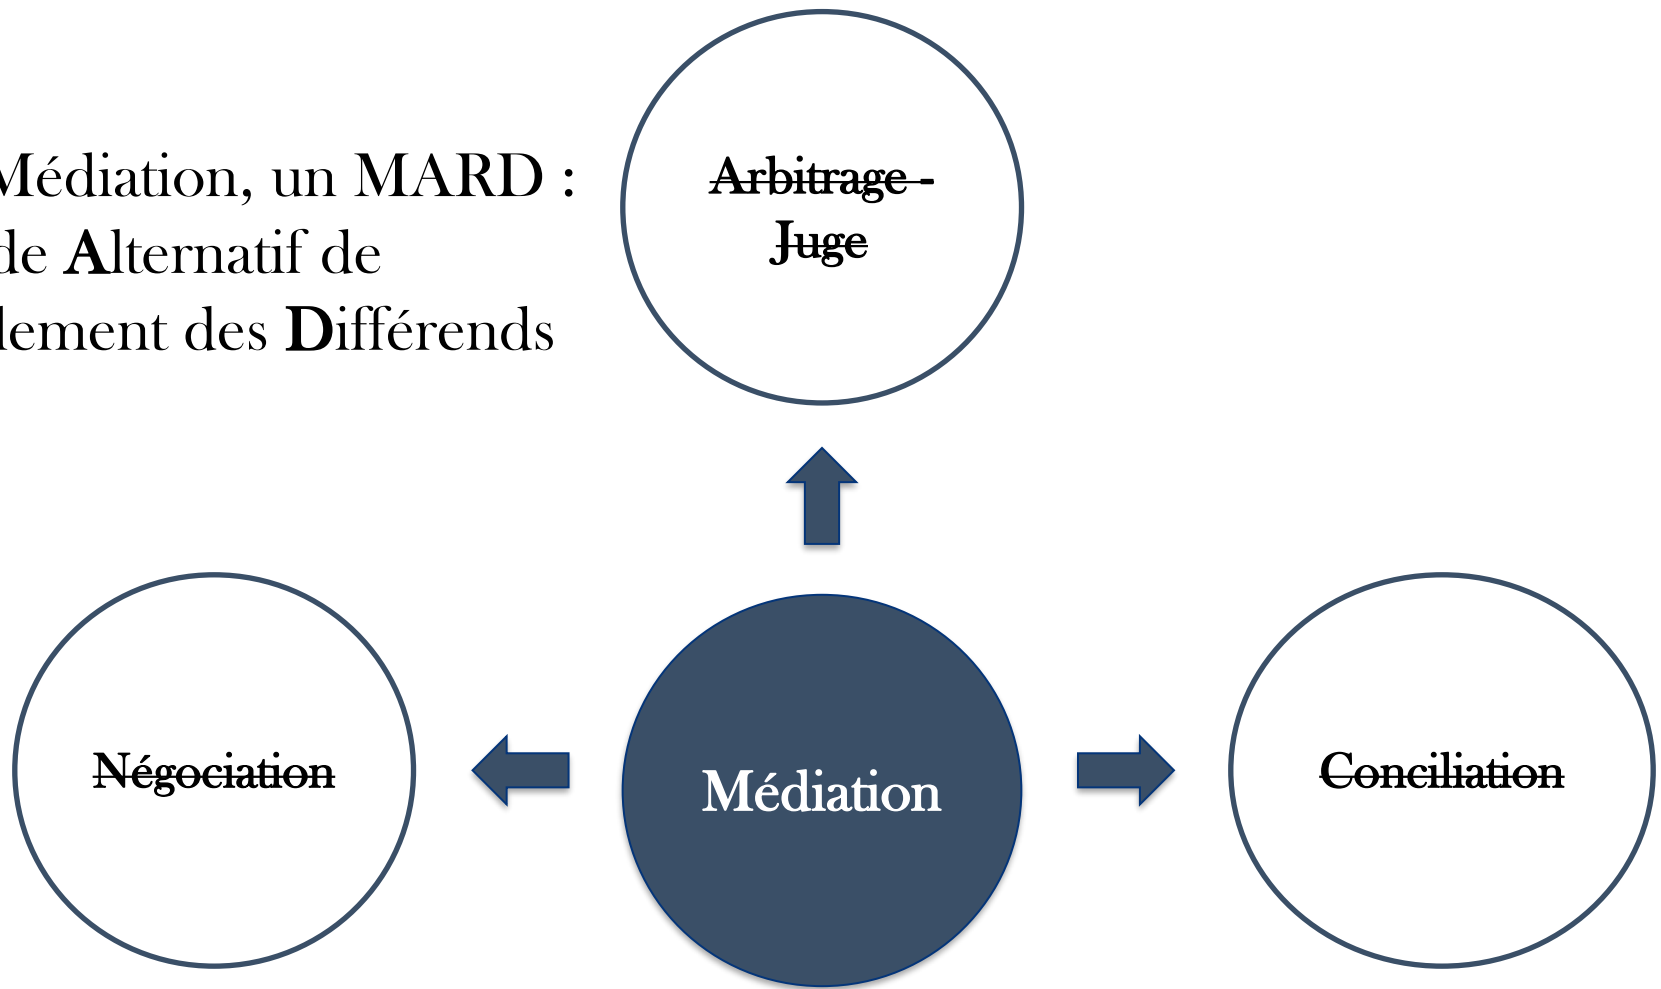 Médiation, un MARD :
de Alternatif de
lement des Différends
Arbitrage -
Juge
Négociation
Médiation
Conciliation